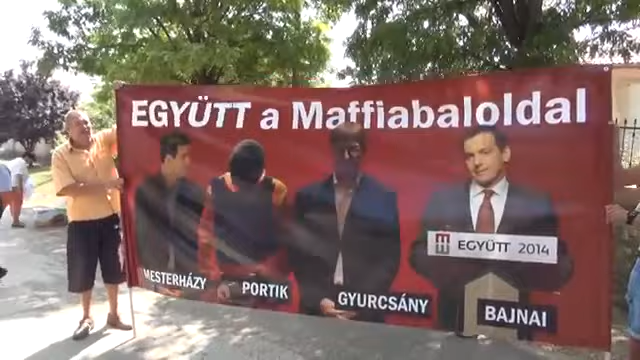 EGYÜTT a Maffiabaloldal
EGYÜTT 2014
MESTERHÁZY
PORTIK
GYURCSÁNY
BAJNAI